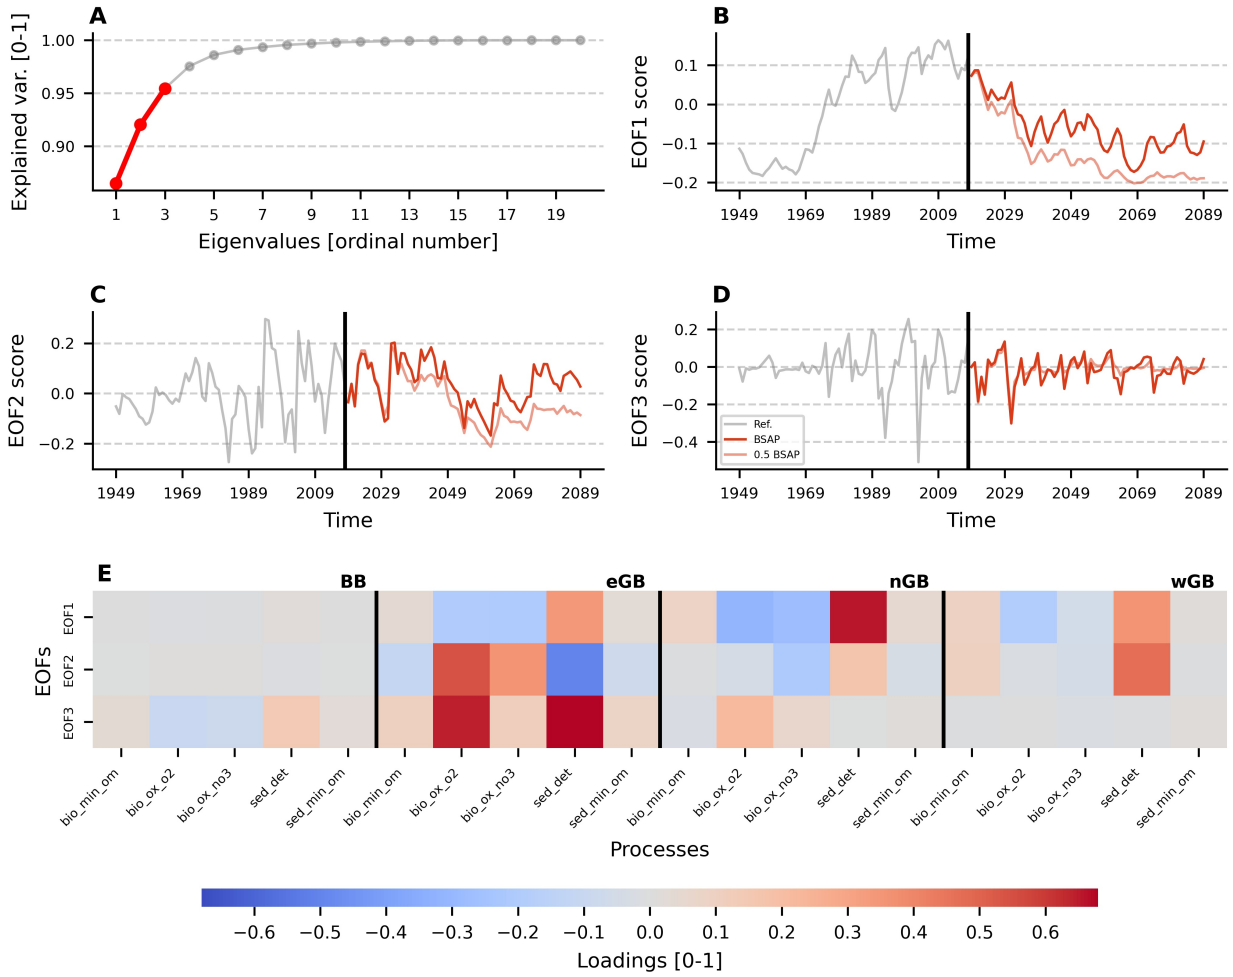 A
Explained var. [0-1]
1.00
0.95
0.90
1 3 5 7 9 11 13 15 17 19
Eigenvalues [ordinal number]
B
EOF1 score
0.1
0.0
−0.1
−0.2
1949 1969 1989 2009 2029 2049 2069 2089
Time
C
EOF2 score
0.2
0.0
−0.2
1949 1969 1989 2009 2029 2049 2069 2089
Time
D
EOF3 score
0.2
0.0
−0.2
−0.4
Ref.
BSAP
0.5 BSAP
1949 1969 1989 2009 2029 2049 2069 2089
Time
E
BB eGB nGB wGB
EOFs
EOF1
EOF2
EOF3
bio_min_om bio_ox_o2 bio_ox_no3 sed_det sed_min_om bio_min_om bio_ox_o2 bio_ox_no3 sed_det sed_min_om bio_min_om bio_ox_o2 bio_ox_no3 sed_det sed_min_om bio_min_om bio_ox_o2 bio_ox_no3 sed_det sed_min_om
Processes
−0.6 −0.5 −0.4 −0.3 −0.2 −0.1 0.0 0.1 0.2 0.3 0.4 0.5 0.6
Loadings [0-1]